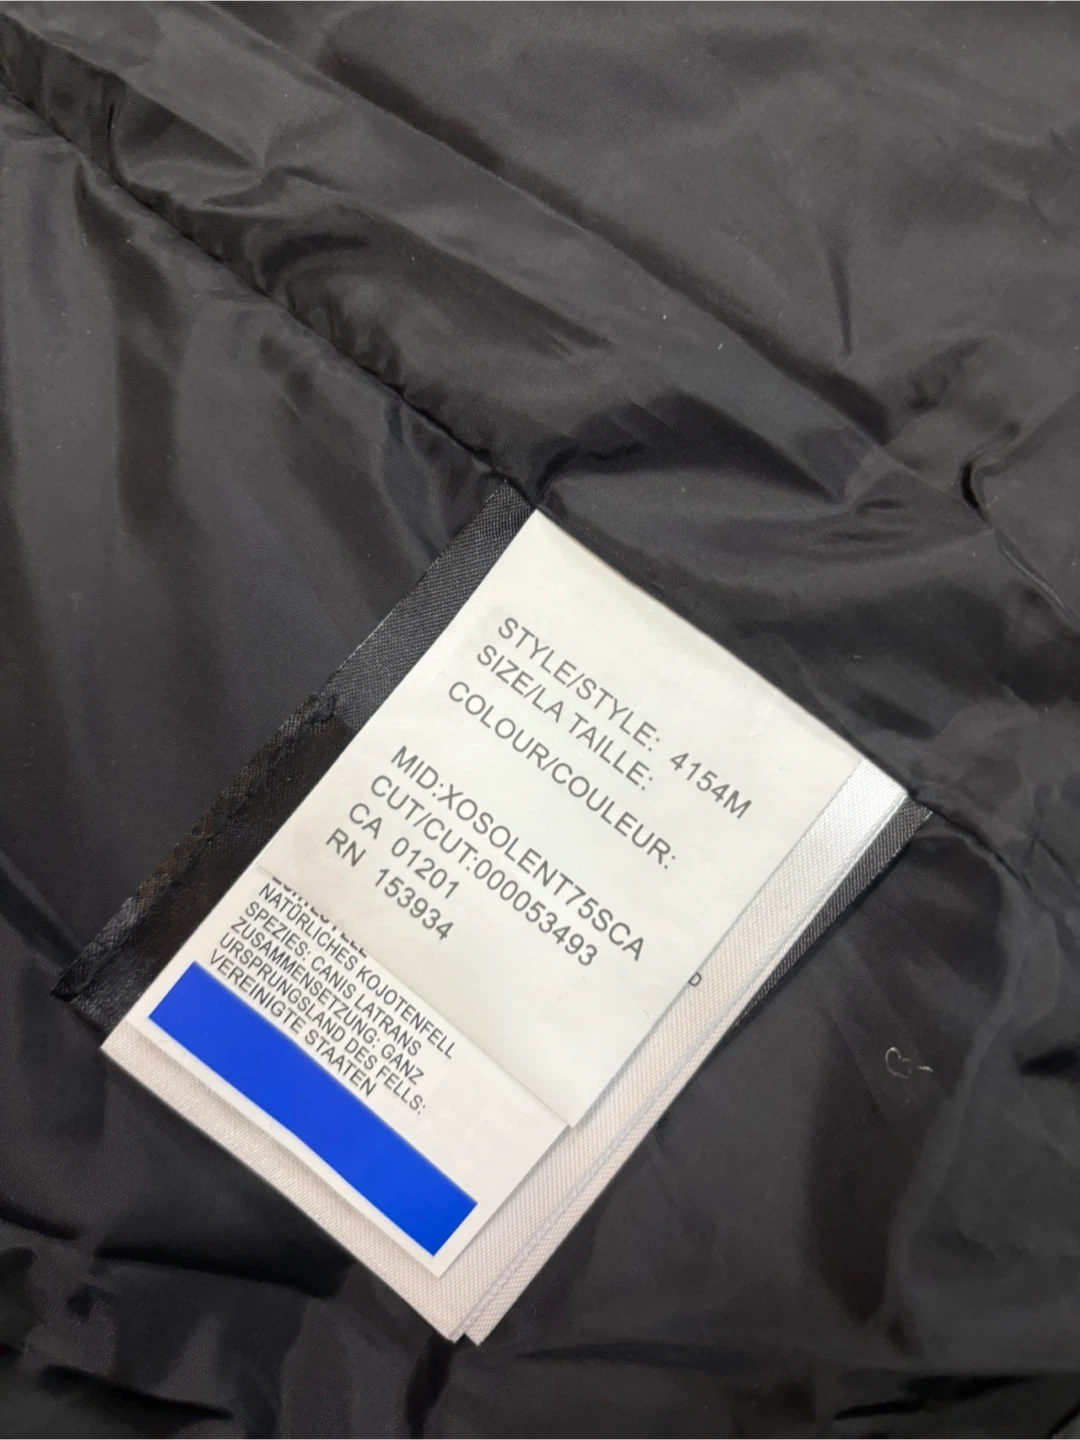 STYLE/STYLE: 4154M
SIZE/LA TAILLE:
COLOUR/COULEUR:
MID:XOSOLENT75SCA
CUT/CUT:000053493
CA 01201
RN 153934
NATÜRLICHES KOJOTENFELL
SPEZIES: CANIS LATRANS
ZUSAMMENSETZUNG: GANZ
URSPRUNGSLAND DES FELLS:
VEREINIGTE STAATEN
D